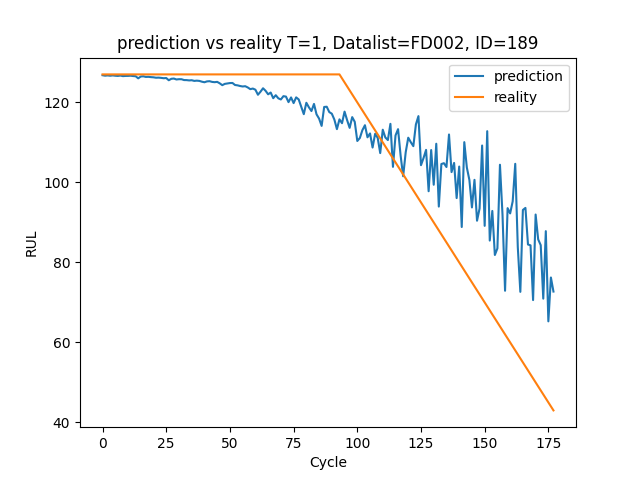 prediction vs reality T=1, Datalist=FD002, ID=189
prediction
reality
RUL
120
100
80
60
40
0 25 50 75 100 125 150 175
Cycle